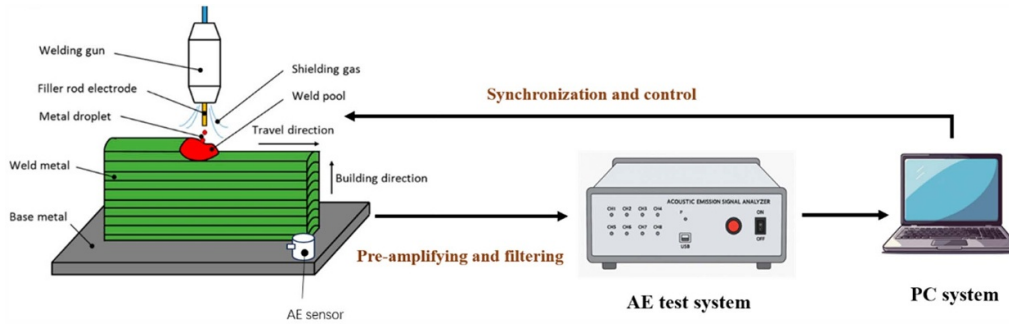 Welding gun
Filler rod electrode
Metal droplet
Weld metal
Base metal
Shielding gas
Weld pool
Travel direction
Building direction
AE sensor
Synchronization and control
Pre-amplifying and filtering
ACOUSTIC EMISSION SIGNAL ANALYZER
CH1 CH2 CH3 CH4
CH5 CH6 CH7 CH8
F
USB
ON
OFF
AE test system
PC system